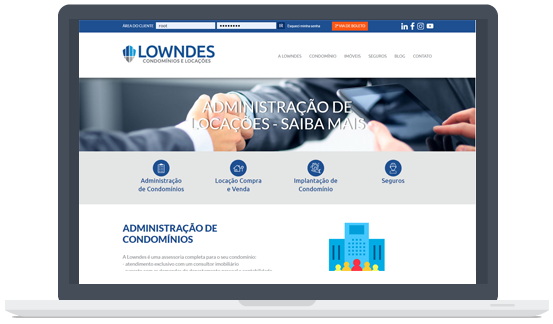 ÁREA DO CLIENTE root •••••••• Esqueci minha senha 2ª VIA DE BOLETO
LOWNDES
CONDOMÍNIOS E LOCAÇÕES
A LOWNDES CONDOMÍNIO IMÓVEIS SEGUROS BLOG CONTATO
ADMINISTRAÇÃO DE
LOCAÇÕES - SAIBA MAIS
Administração
de Condomínios
Locação Compra
e Venda
Implantação de
Condomínio
Seguros
ADMINISTRAÇÃO DE
CONDOMÍNIOS
A Lowndes é uma assessoria completa para o seu condomínio:
- atendimento exclusivo com um consultor imobiliário